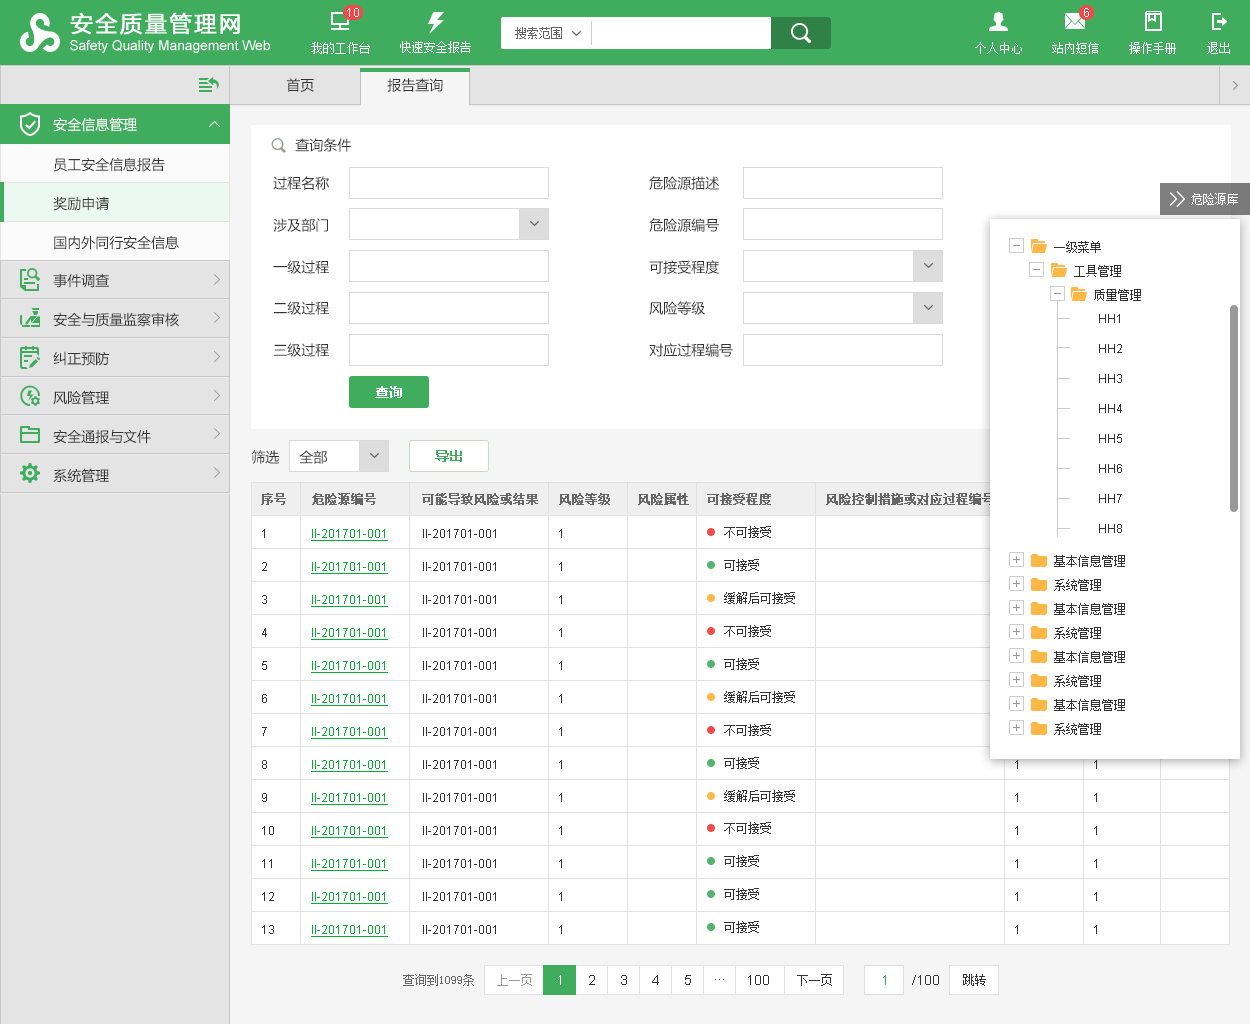 安全质量管理网
Safety Quality Management Web
10
我的工作台
快速安全报告
搜索范围
个人中心
6
站内短信
操作手册
退出
首页
报告查询
安全信息管理
员工安全信息报告
奖励申请
国内外同行安全信息
事件调查
安全与质量监察审核
纠正预防
风险管理
安全通报与文件
系统管理
查询条件
过程名称
危险源描述
涉及部门
危险源编号
一级过程
可接受程度
二级过程
风险等级
三级过程
对应过程编号
查询
危险源库
一级菜单
工具管理
质量管理
HH1
HH2
HH3
HH4
HH5
HH6
HH7
HH8
基本信息管理
系统管理
基本信息管理
系统管理
基本信息管理
系统管理
基本信息管理
系统管理
筛选 全部 导出
序号 危险源编号 可能导致风险或结果 风险等级 风险属性 可接受程度 风险控制措施或对应过程编号
1 II-201701-001 II-201701-001 1 不可接受
2 II-201701-001 II-201701-001 1 可接受
3 II-201701-001 II-201701-001 1 缓解后可接受
4 II-201701-001 II-201701-001 1 不可接受
5 II-201701-001 II-201701-001 1 可接受
6 II-201701-001 II-201701-001 1 缓解后可接受
7 II-201701-001 II-201701-001 1 不可接受
8 II-201701-001 II-201701-001 1 可接受 1 1
9 II-201701-001 II-201701-001 1 缓解后可接受 1 1
10 II-201701-001 II-201701-001 1 不可接受 1 1
11 II-201701-001 II-201701-001 1 可接受 1 1
12 II-201701-001 II-201701-001 1 可接受 1 1
13 II-201701-001 II-201701-001 1 可接受 1 1
查询到1099条 上一页 1 2 3 4 5 ··· 100 下一页 1 /100 跳转